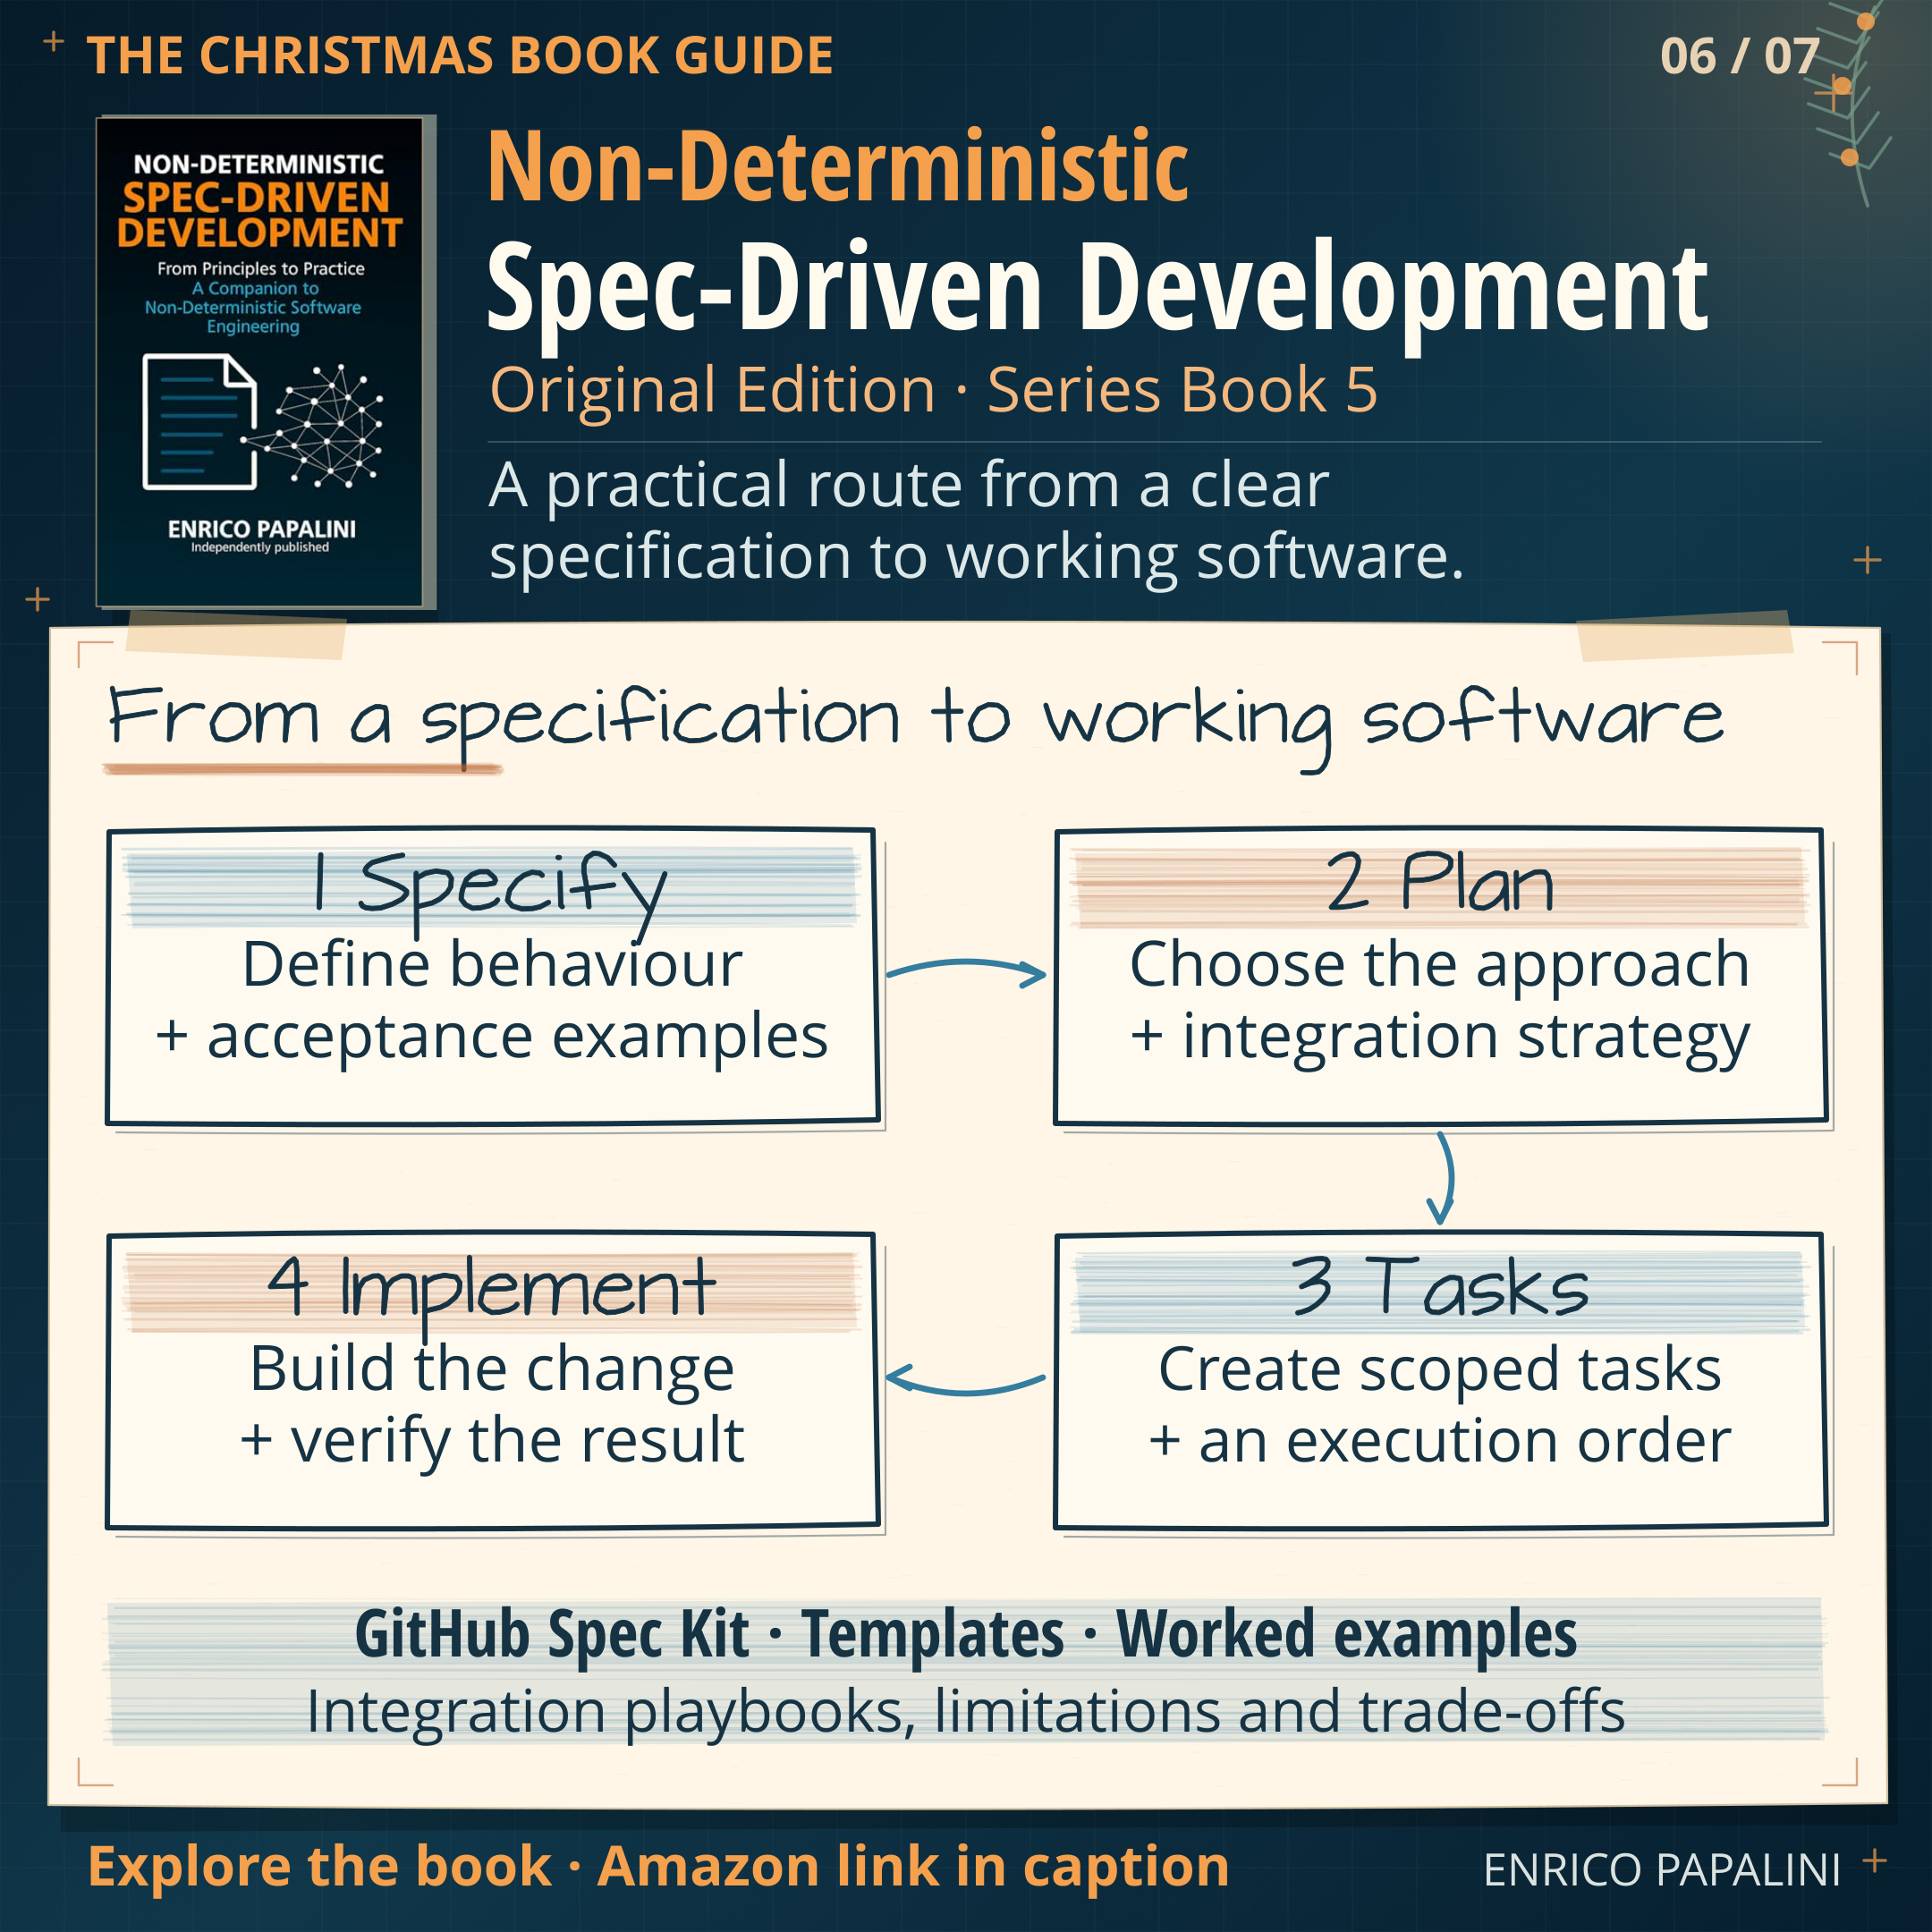 THE CHRISTMAS BOOK GUIDE
06 / 07
NON-DETERMINISTIC
SPEC-DRIVEN
DEVELOPMENT
From Principles to Practice
A Companion to
Non-Deterministic Software
Engineering
ENRICO PAPALINI
Independently published
Non-Deterministic
Spec-Driven Development
Original Edition · Series Book 5
A practical route from a clear
specification to working software.
From a specification to working software
1 Specify
Define behaviour
+ acceptance examples
2 Plan
Choose the approach
+ integration strategy
3 Tasks
Create scoped tasks
+ an execution order
4 Implement
Build the change
+ verify the result
GitHub Spec Kit · Templates · Worked examples
Integration playbooks, limitations and trade-offs
Explore the book · Amazon link in caption
ENRICO PAPALINI